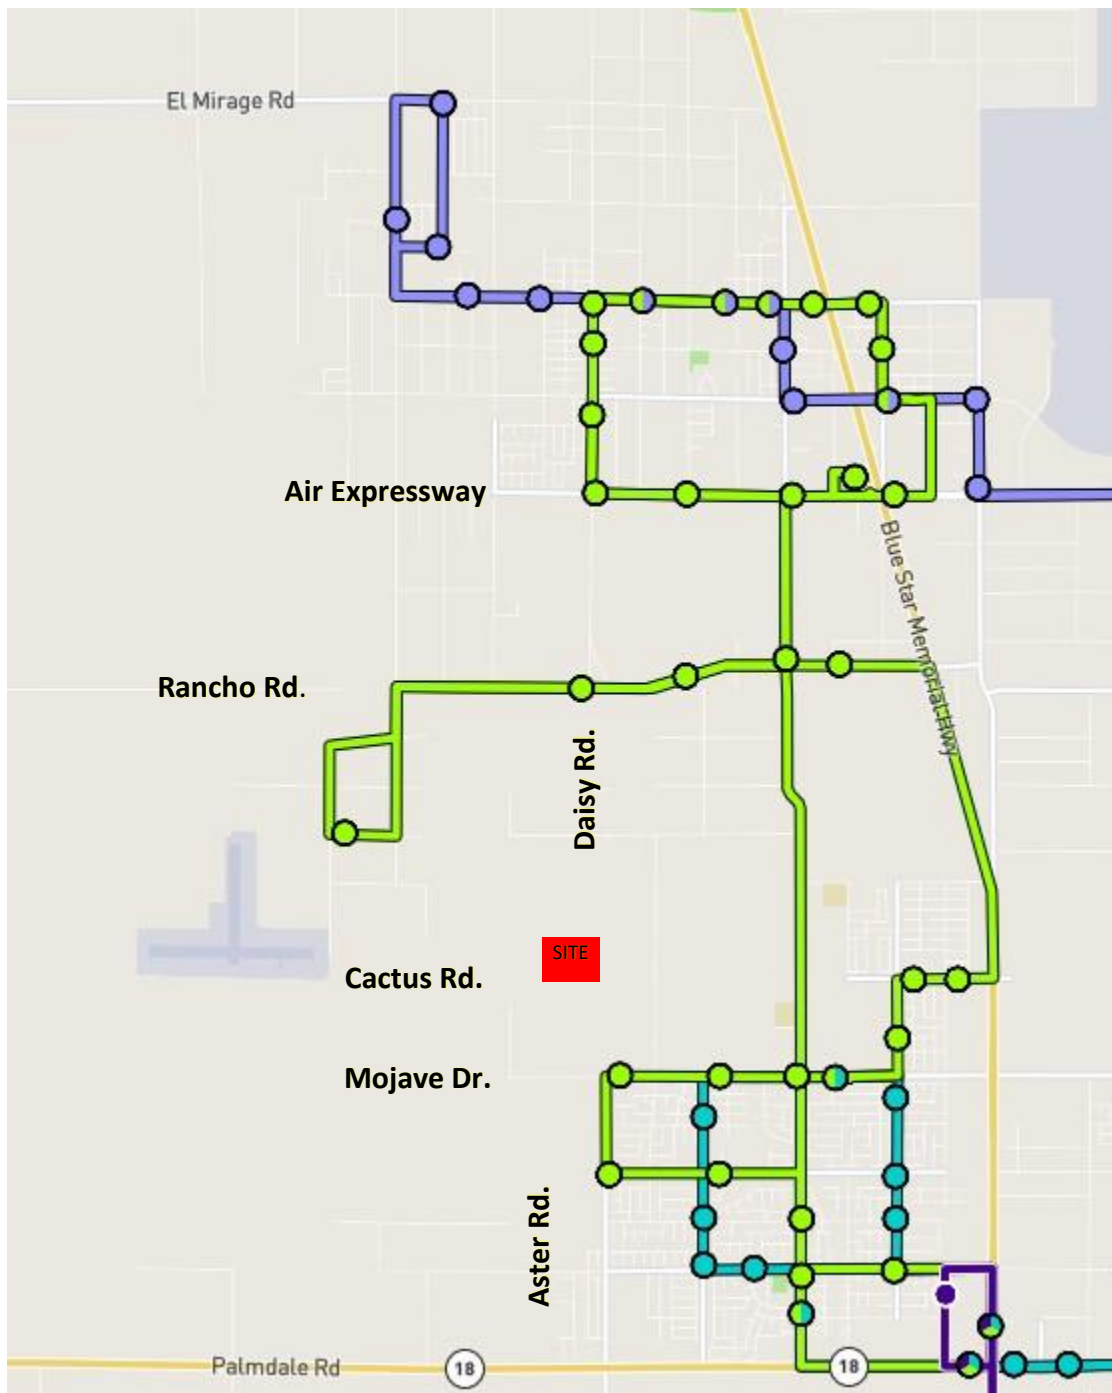 El Mirage Rd
Air Expressway
Blue Star Memorial Hwy
Rancho Rd.
Daisy Rd.
SITE
Cactus Rd.
Mojave Dr.
Aster Rd.
Palmdale Rd
18
18